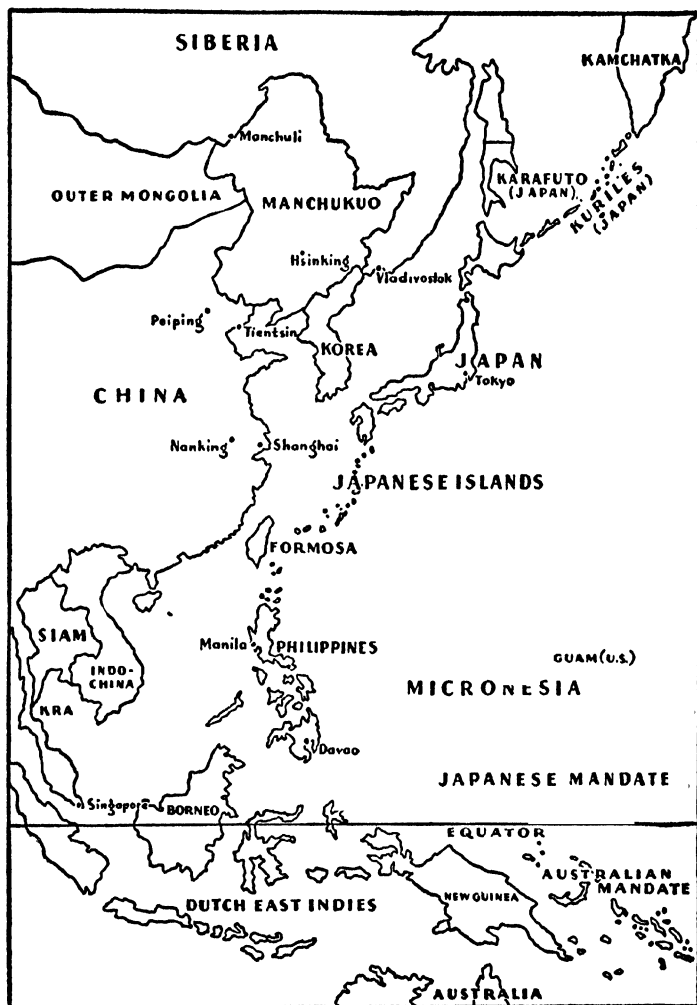 SIBERIA
KAMCHATKA
Manchuli
OUTER MONGOLIA
MANCHUKUO
KARAFUTO
(JAPAN)
KURILES
(JAPAN)
Hsinking
Vladivostok
Peiping
Tientsin
KOREA
JAPAN
Tokyo
CHINA
Nanking
Shanghai
JAPANESE ISLANDS
FORMOSA
SIAM
Manila
PHILIPPINES
GUAM (U.S.)
INDO-
CHINA
MICRONESIA
KRA
Davao
JAPANESE MANDATE
Singapore
BORNEO
EQUATOR
AUSTRALIAN
MANDATE
NEW GUINEA
DUTCH EAST INDIES
AUSTRALIA